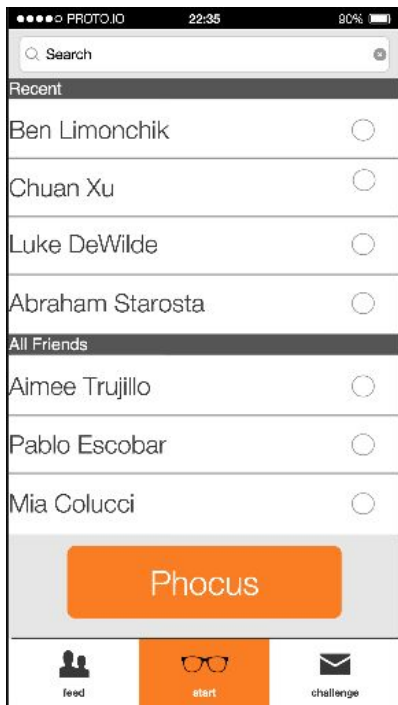 PROTO.IO 22:35 90%
Search
Recent
Ben Limonchik
Chuan Xu
Luke DeWilde
Abraham Starosta
All Friends
Aimee Trujillo
Pablo Escobar
Mia Colucci
Phocus
feed start challenge